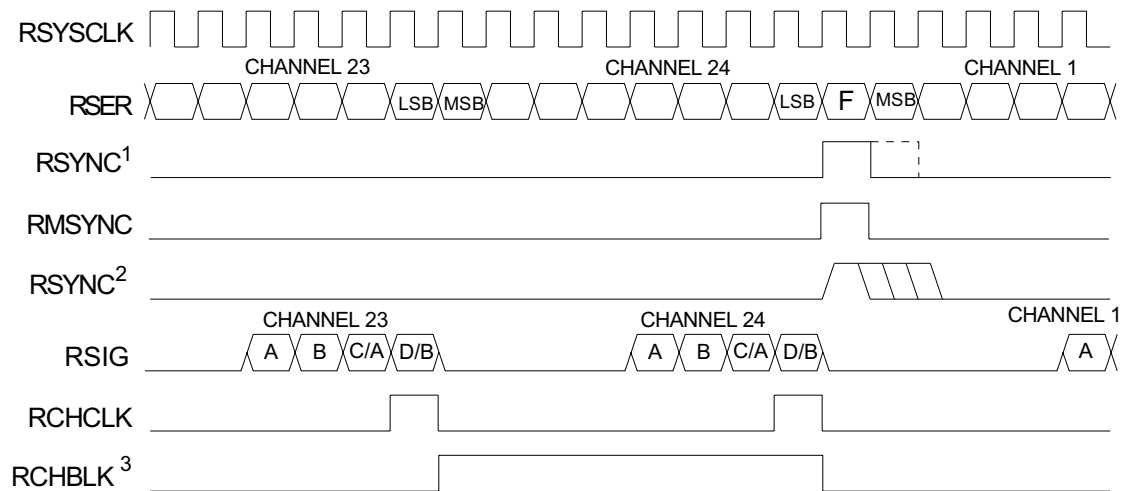 RSYSCLK
CHANNEL 23 CHANNEL 24 CHANNEL 1
RSER LSB MSB LSB F MSB
RSYNC1
RMSYNC
RSYNC2
CHANNEL 23 CHANNEL 24 CHANNEL 1
RSIG A B C/A D/B A B C/A D/B A
RCHCLK
RCHBLK 3